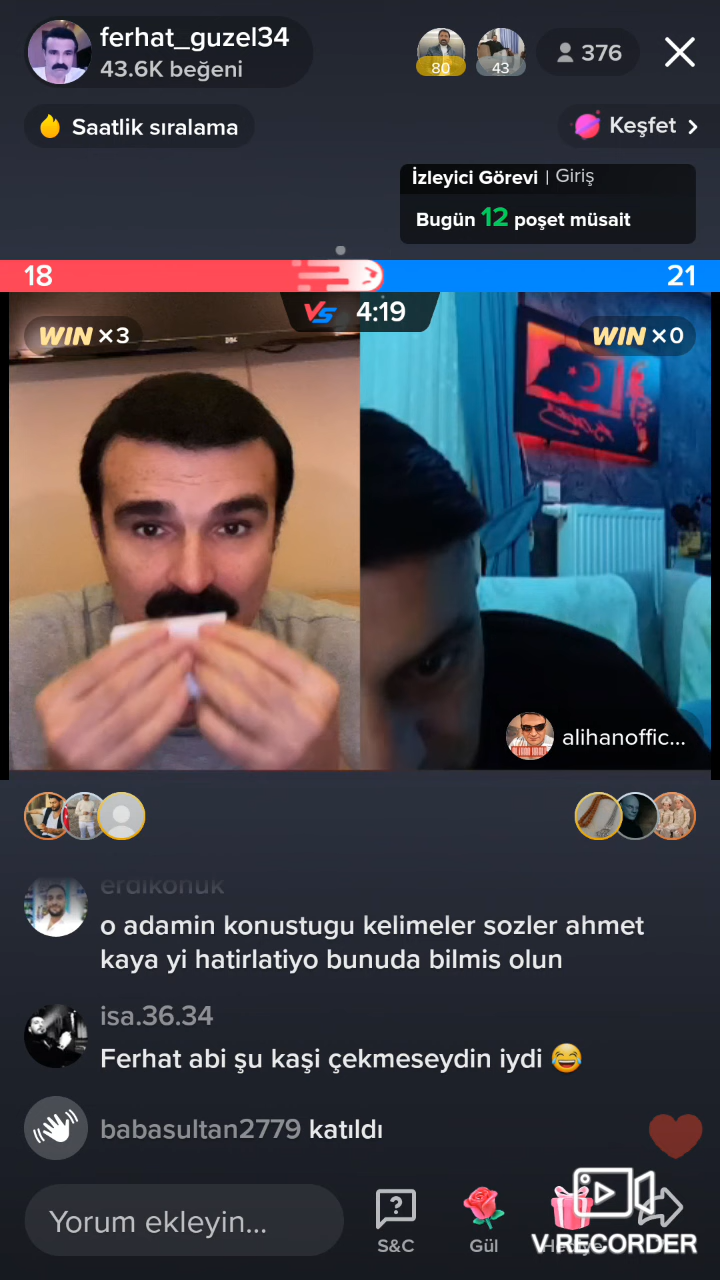 ferhat_guzel34
43.6K beğeni
80
43
376
Saatlik sıralama
Keşfet
İzleyici Görevi | Giriş
Bugün 12 poşet müsait
18
21
VS 4:19
WIN ×3
WIN ×0
alihanoffic...
erdikonuk
o adamin konustugu kelimeler sozler ahmet
kaya yi hatirlatiyo bunuda bilmis olun
isa.36.34
Ferhat abi şu kaşi çekmeseydin iydi 😂
babasultan2779 katıldı
Yorum ekleyin...
S&C
Gül
V-RECORDER